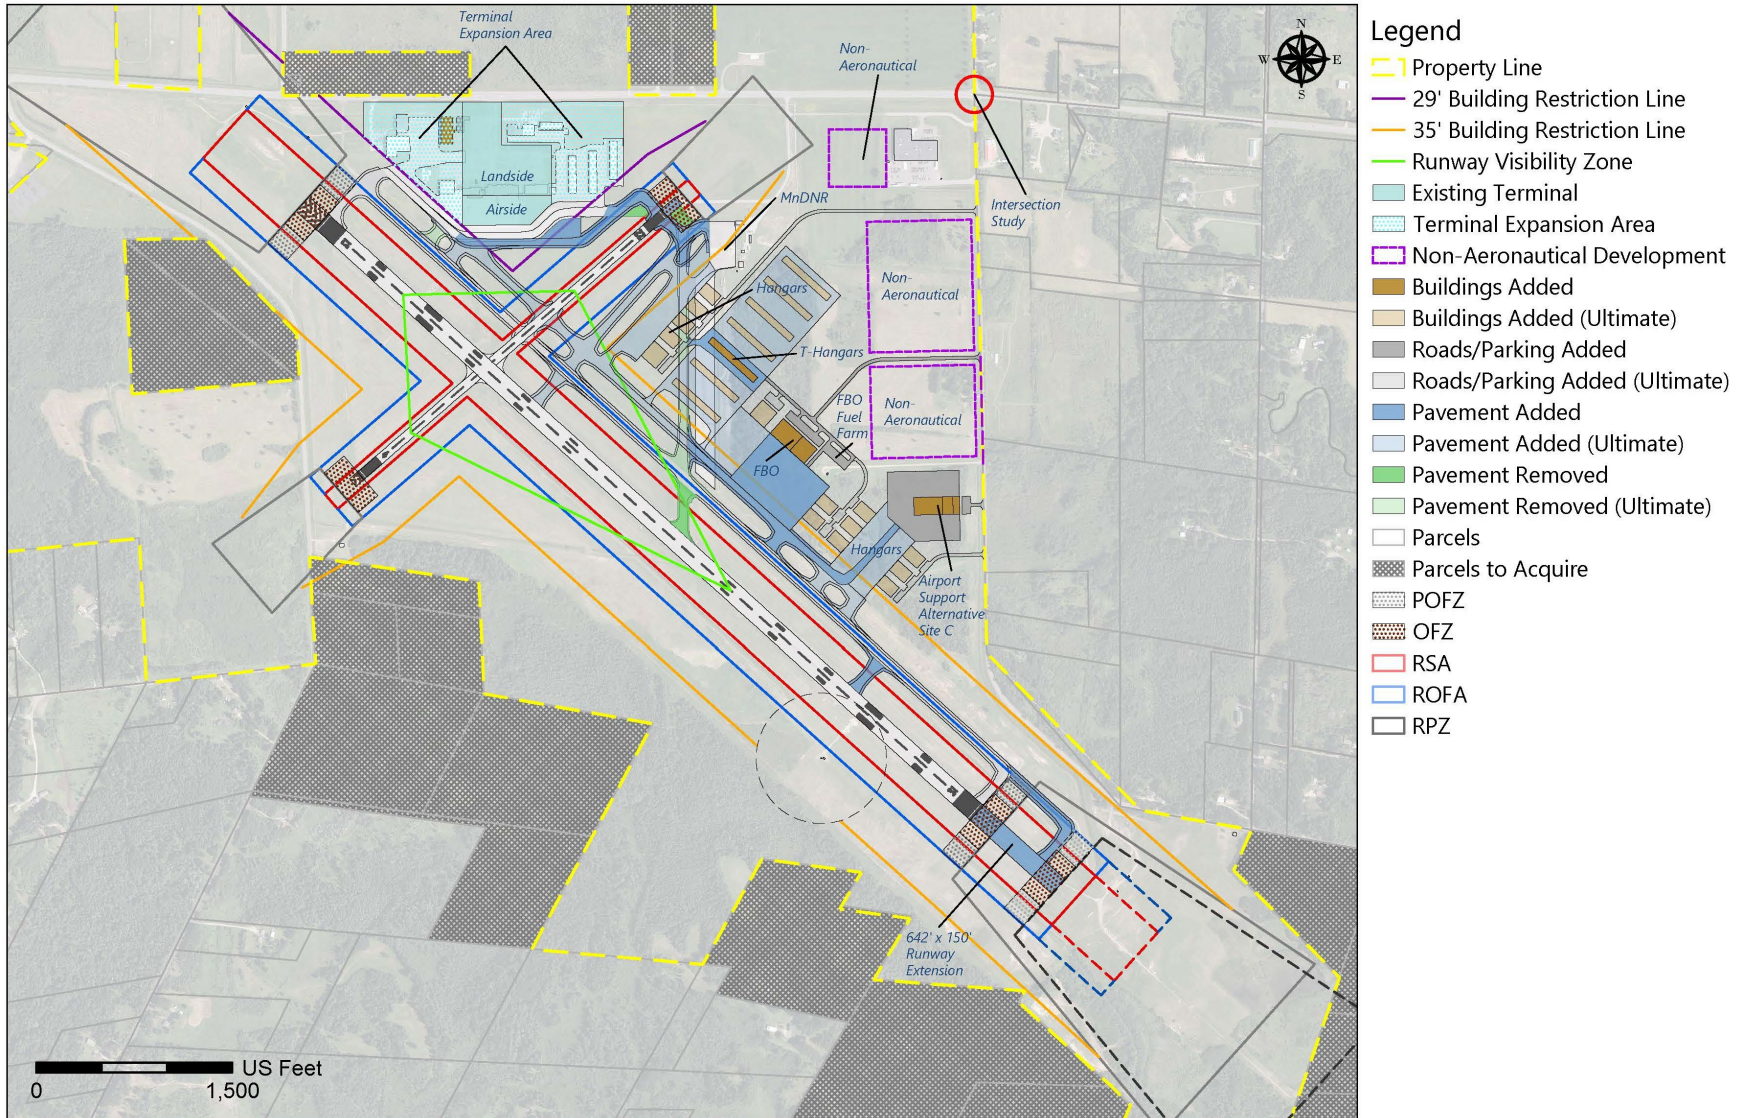 Terminal
Expansion Area
Non-
Aeronautical
N
W
E
S
Landside
Airside
MnDNR
Intersection
Study
Hangars
Non-
Aeronautical
T-Hangars
FBO
Fuel
Farm
Non-
Aeronautical
FBO
Hangars
Airport
Support
Alternative
Site C
642' x 150'
Runway
Extension
US Feet
0
1,500
Legend
Property Line
29' Building Restriction Line
35' Building Restriction Line
Runway Visibility Zone
Existing Terminal
Terminal Expansion Area
Non-Aeronautical Development
Buildings Added
Buildings Added (Ultimate)
Roads/Parking Added
Roads/Parking Added (Ultimate)
Pavement Added
Pavement Added (Ultimate)
Pavement Removed
Pavement Removed (Ultimate)
Parcels
Parcels to Acquire
POFZ
OFZ
RSA
ROFA
RPZ